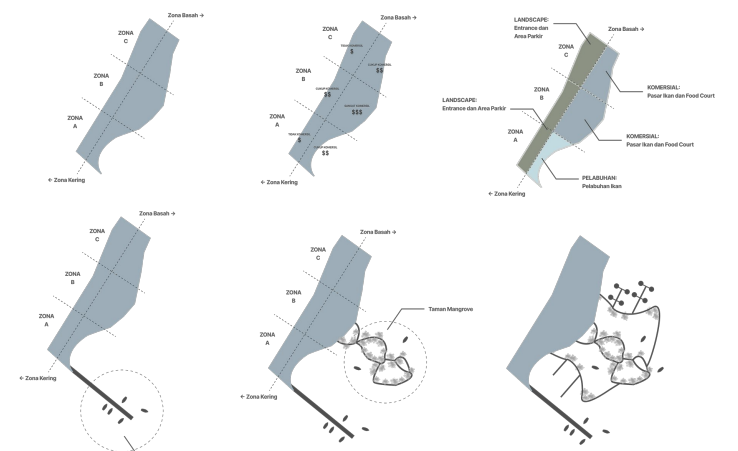 Zona Basah →
ZONA
C
ZONA
B
ZONA
A
← Zona Kering
Zona Basah →
ZONA
C
$
$$
ZONA
B
$$
$$$
ZONA
A
$
$$
← Zona Kering
LANDSCAPE:
Entrance dan
Area Parkir
Zona Basah →
ZONA
C
KOMERSIAL:
Pasar Ikan dan Food Court
ZONA
B
LANDSCAPE:
Entrance dan Area Parkir
ZONA
A
KOMERSIAL:
Pasar Ikan dan Food Court
PELABUHAN:
Pelabuhan Ikan
← Zona Kering
Zona Basah →
ZONA
C
ZONA
B
ZONA
A
← Zona Kering
Zona Basah →
ZONA
C
ZONA
B
Taman Mangrove
ZONA
A
← Zona Kering